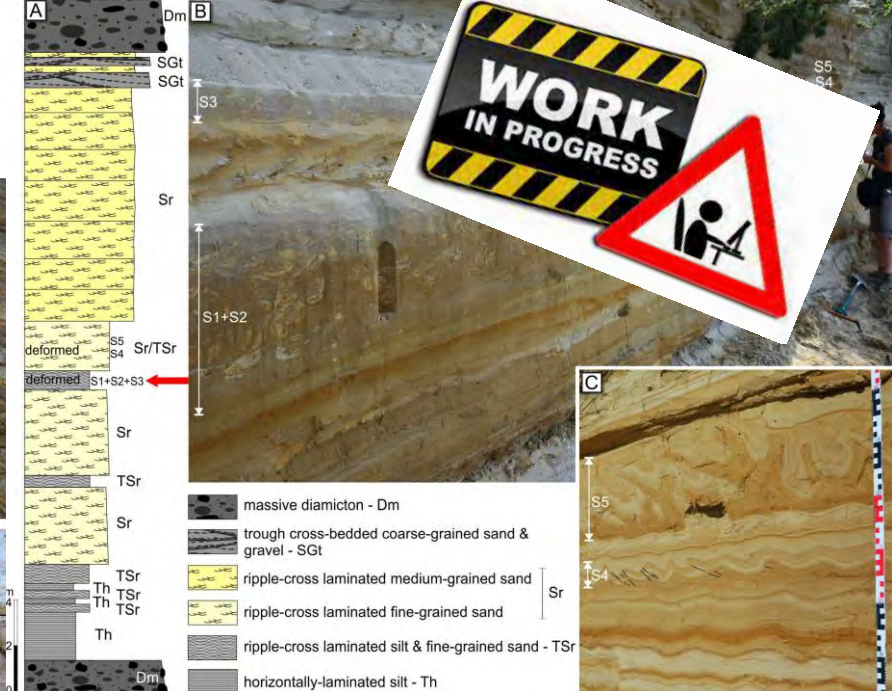 A
Dm
SGt
SGt
Sr
deformed
S5
S4
Sr/TSr
deformed
S1+S2+S3
Sr
TSr
Sr
TSr
Th
TSr
Th
TSr
Th
Dm
m
4
2
0
B
S3
S1+S2
S5
S4
WORK
IN PROGRESS
massive diamicton - Dm
trough cross-bedded coarse-grained sand &
gravel - SGt
ripple-cross laminated medium-grained sand
Sr
ripple-cross laminated fine-grained sand
ripple-cross laminated silt & fine-grained sand - TSr
horizontally-laminated silt - Th
C
S5
S4